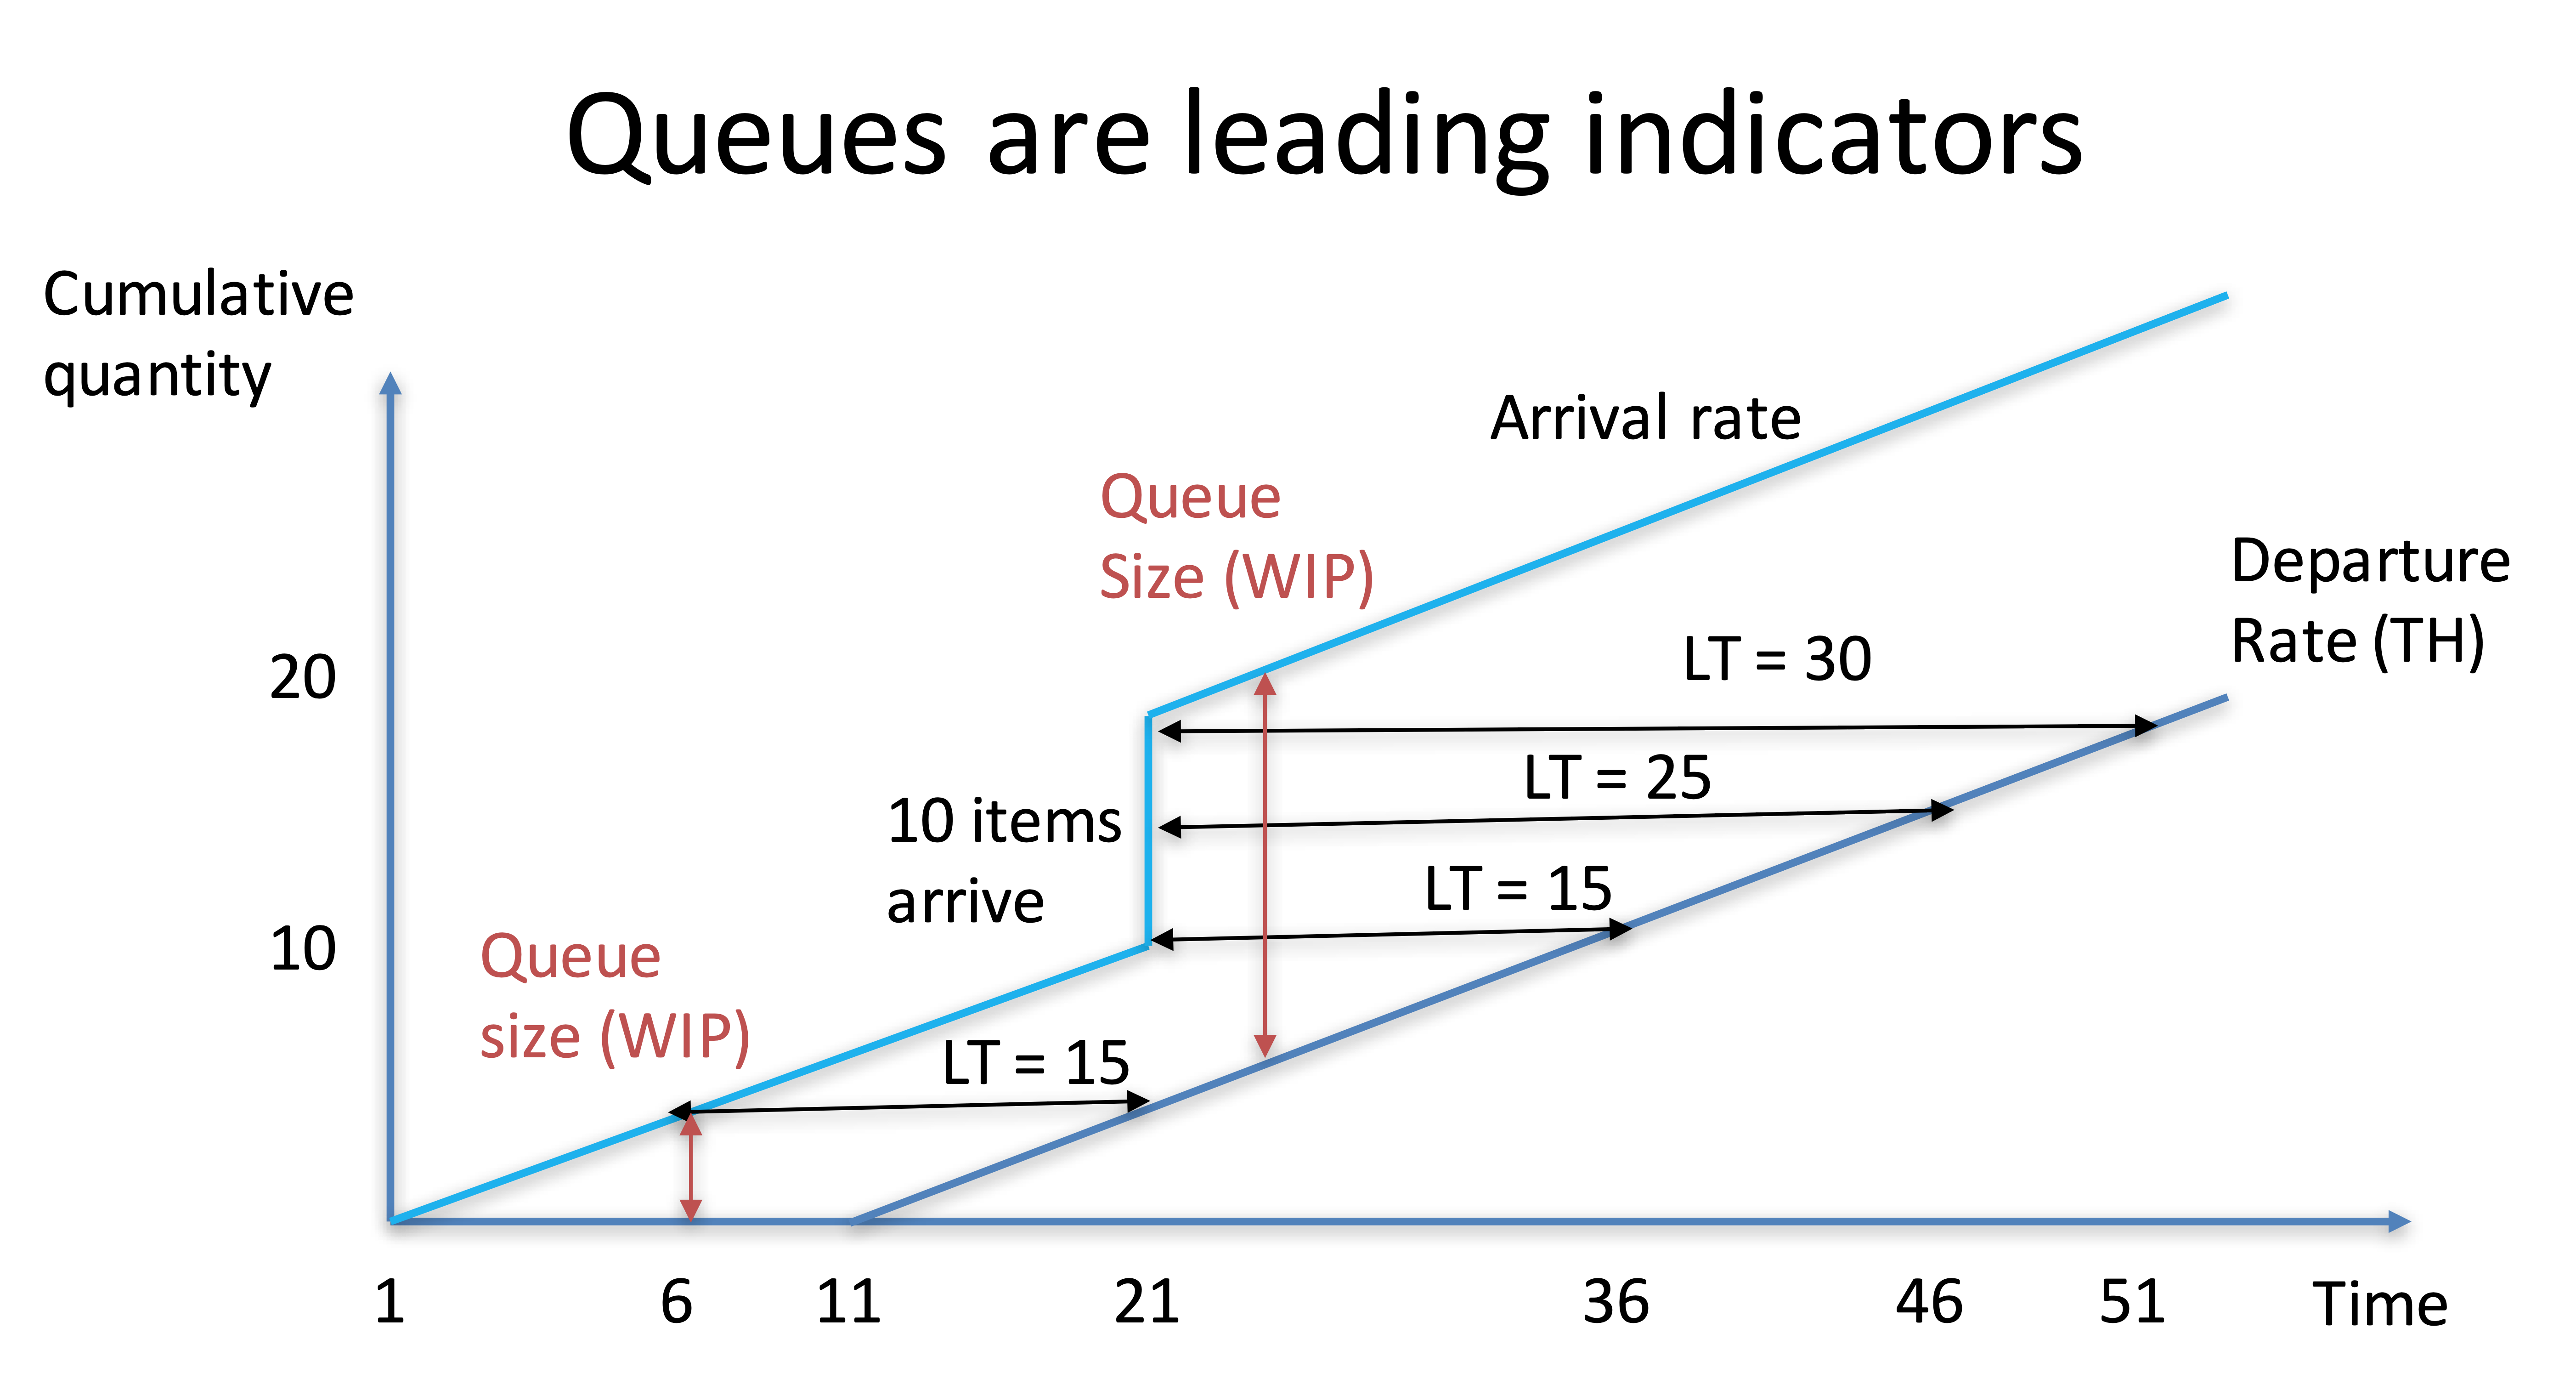 Queues are leading indicators
Cumulative
quantity
Arrival rate
Queue
Size (WIP)
Departure
Rate (TH)
20
LT = 30
LT = 25
10 items
arrive
LT = 15
10
Queue
size (WIP)
LT = 15
1
6
11
21
36
46
51
Time